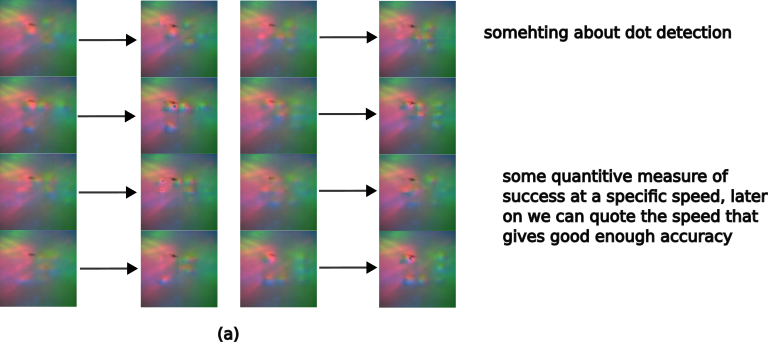 somehting about dot detection
some quantitive measure of
success at a specific speed, later
on we can quote the speed that
gives good enough accuracy
(a)